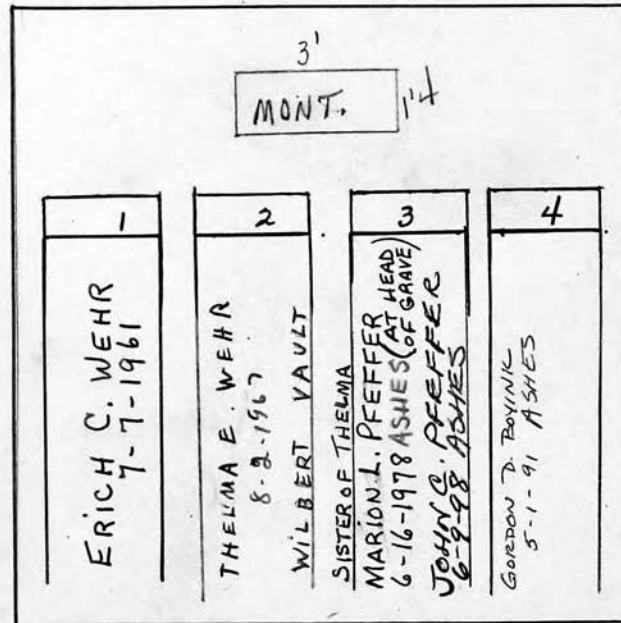 3'
MONT.
1'4
1
ERICH C. WEHR
7-7-1961
2
THELMA E. WEHR
8-2-1967
WILBERT VAULT
3
SISTER OF THELMA
MARION L. PFEFFER
6-16-1978 ASHES (AT HEAD OF GRAVE)
JOHN C. PFEFFER
6-9-98 ASHES
4
GORDON D. BOYINK
5-1-91 ASHES